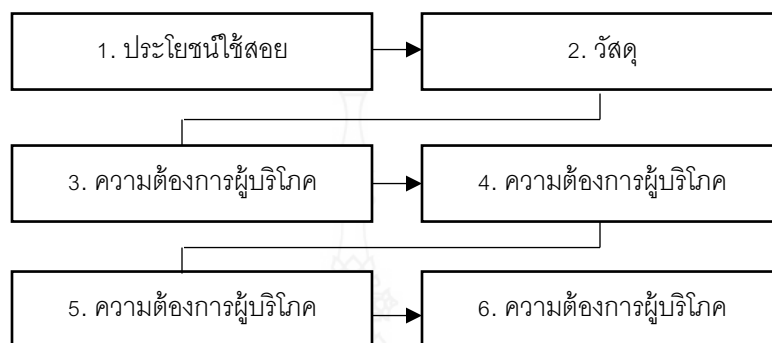 1. ประโยชน์ใช้สอย
2. วัสดุ
3. ความต้องการผู้บริโภค
4. ความต้องการผู้บริโภค
5. ความต้องการผู้บริโภค
6. ความต้องการผู้บริโภค